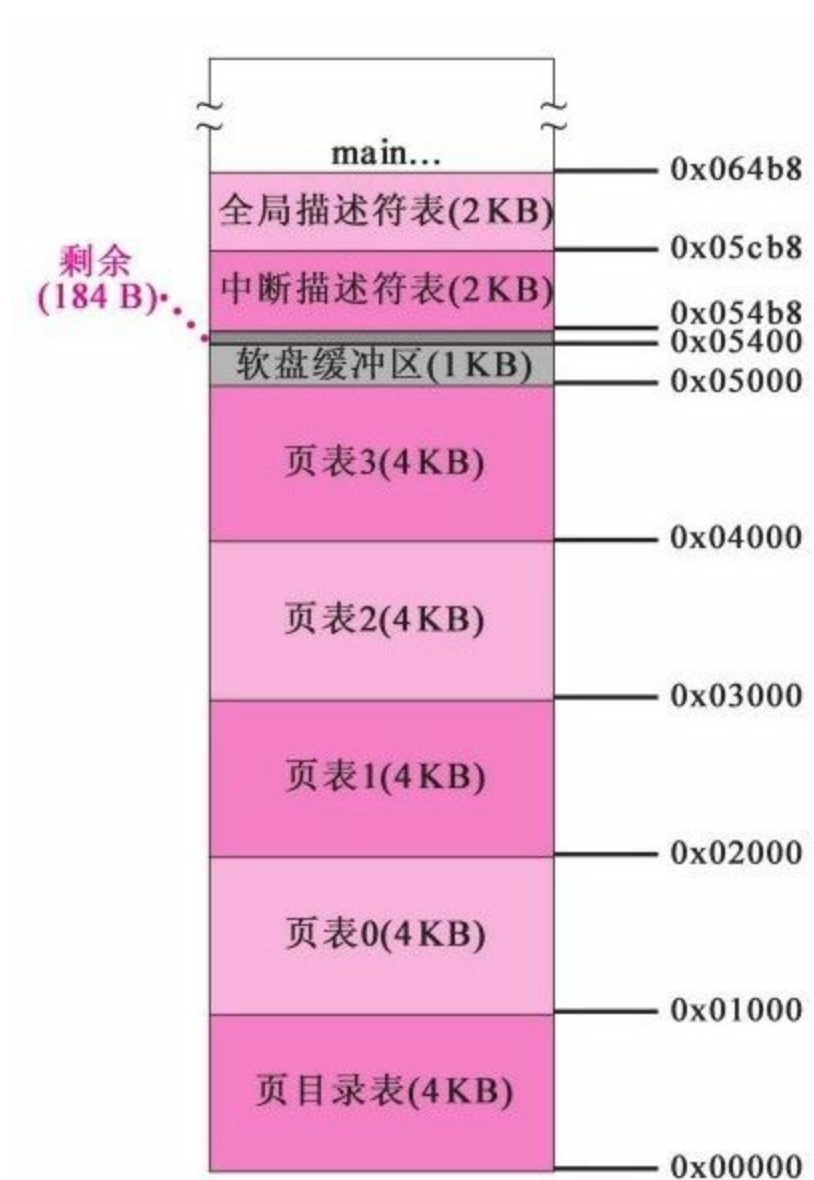 main...
0x064b8
全局描述符表(2KB)
0x05cb8
剩余
(184 B)
中断描述符表(2KB)
0x054b8
0x05400
软盘缓冲区(1KB)
0x05000
页表3(4KB)
0x04000
页表2(4KB)
0x03000
页表1(4KB)
0x02000
页表0(4KB)
0x01000
页目录表(4KB)
0x00000